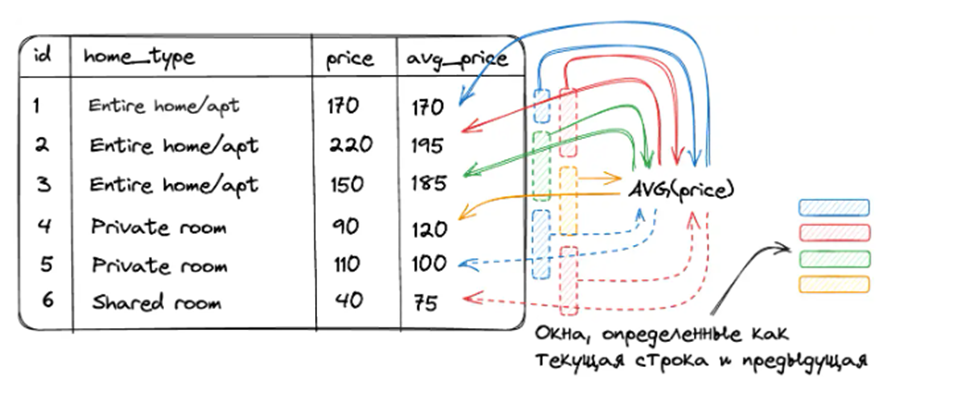 id home_type price avg_price
1 Entire home/apt 170 170
2 Entire home/apt 220 195
3 Entire home/apt 150 185
4 Private room 90 120
5 Private room 110 100
6 Shared room 40 75
AVG(price)
Окна, определенные как
текущая строка и предыдущая